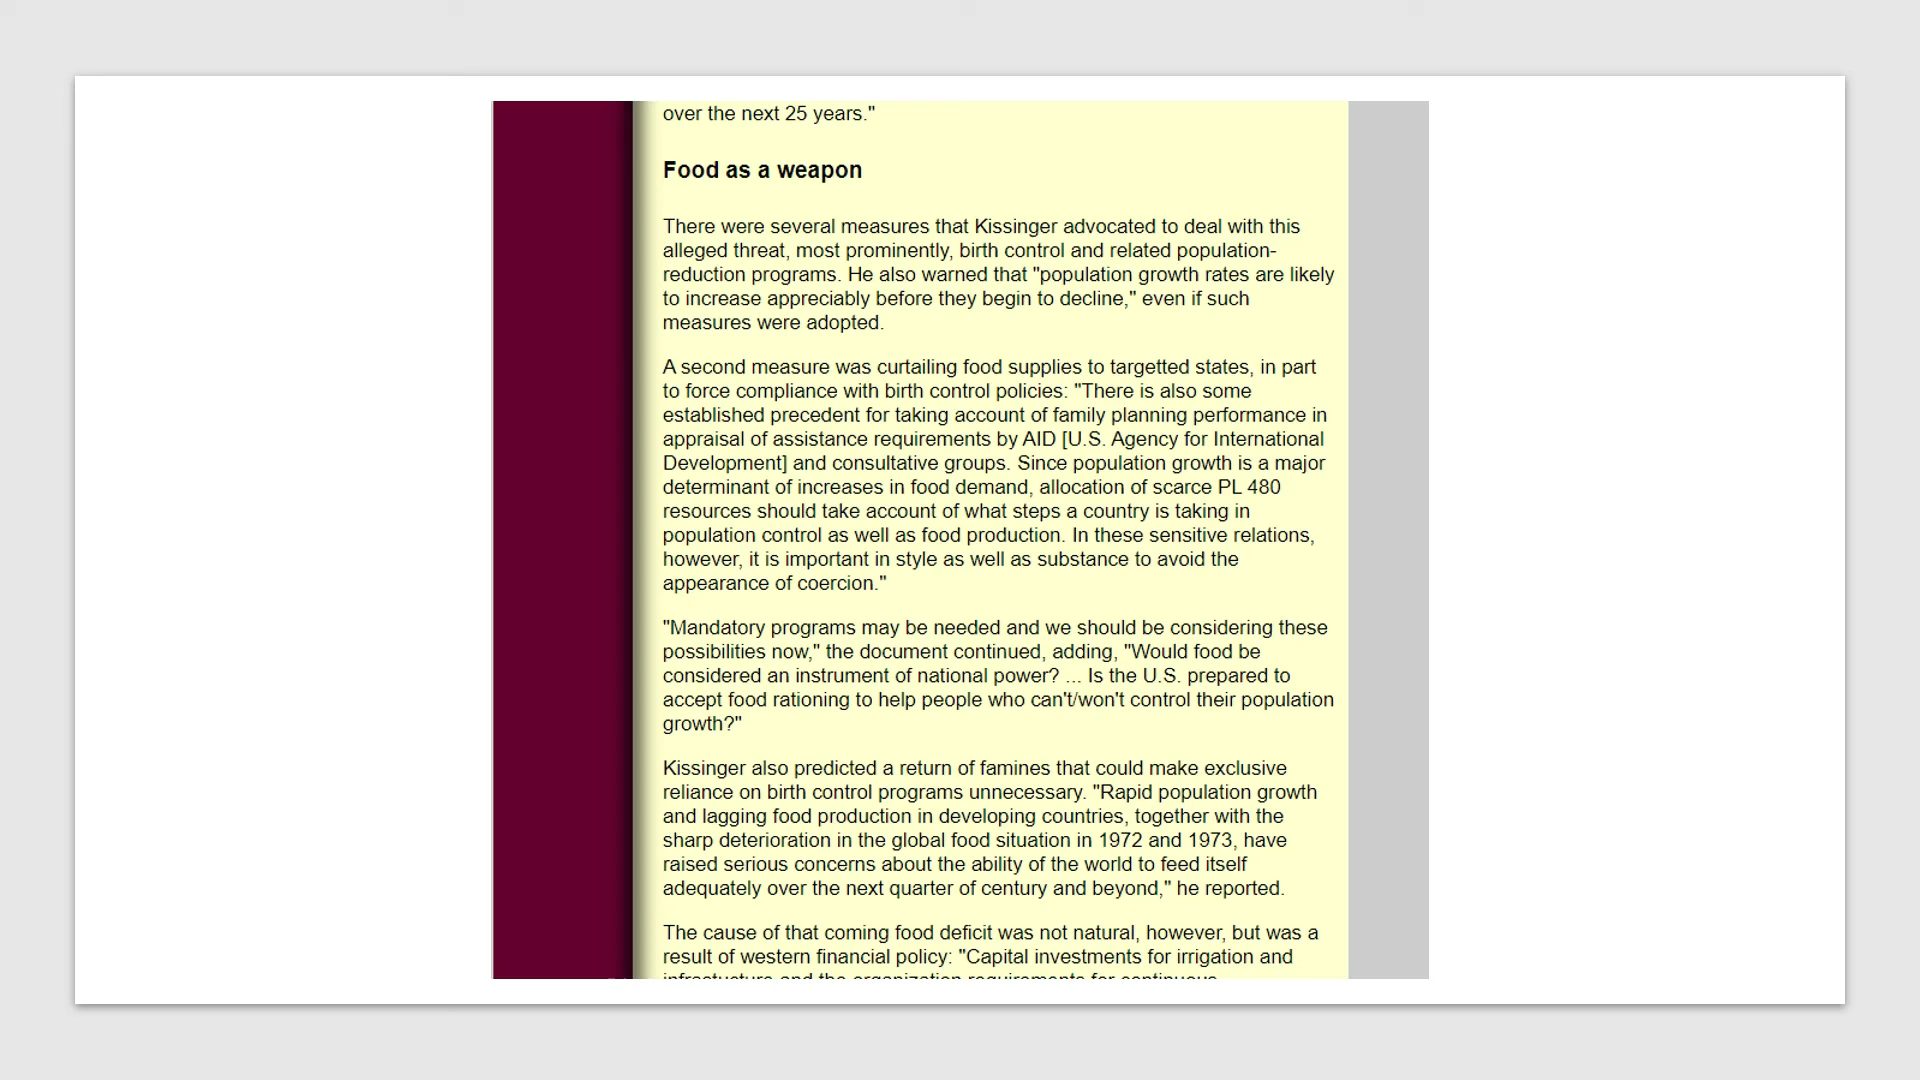 over the next 25 years."
Food as a weapon
There were several measures that Kissinger advocated to deal with this
alleged threat, most prominently, birth control and related population-
reduction programs. He also warned that "population growth rates are likely
to increase appreciably before they begin to decline," even if such
measures were adopted.
A second measure was curtailing food supplies to targetted states, in part
to force compliance with birth control policies: "There is also some
established precedent for taking account of family planning performance in
appraisal of assistance requirements by AID [U.S. Agency for International
Development] and consultative groups. Since population growth is a major
determinant of increases in food demand, allocation of scarce PL 480
resources should take account of what steps a country is taking in
population control as well as food production. In these sensitive relations,
however, it is important in style as well as substance to avoid the
appearance of coercion."
"Mandatory programs may be needed and we should be considering these
possibilities now," the document continued, adding, "Would food be
considered an instrument of national power? ... Is the U.S. prepared to
accept food rationing to help people who can't/won't control their population
growth?"
Kissinger also predicted a return of famines that could make exclusive
reliance on birth control programs unnecessary. "Rapid population growth
and lagging food production in developing countries, together with the
sharp deterioration in the global food situation in 1972 and 1973, have
raised serious concerns about the ability of the world to feed itself
adequately over the next quarter of century and beyond," he reported.
The cause of that coming food deficit was not natural, however, but was a
result of western financial policy: "Capital investments for irrigation and